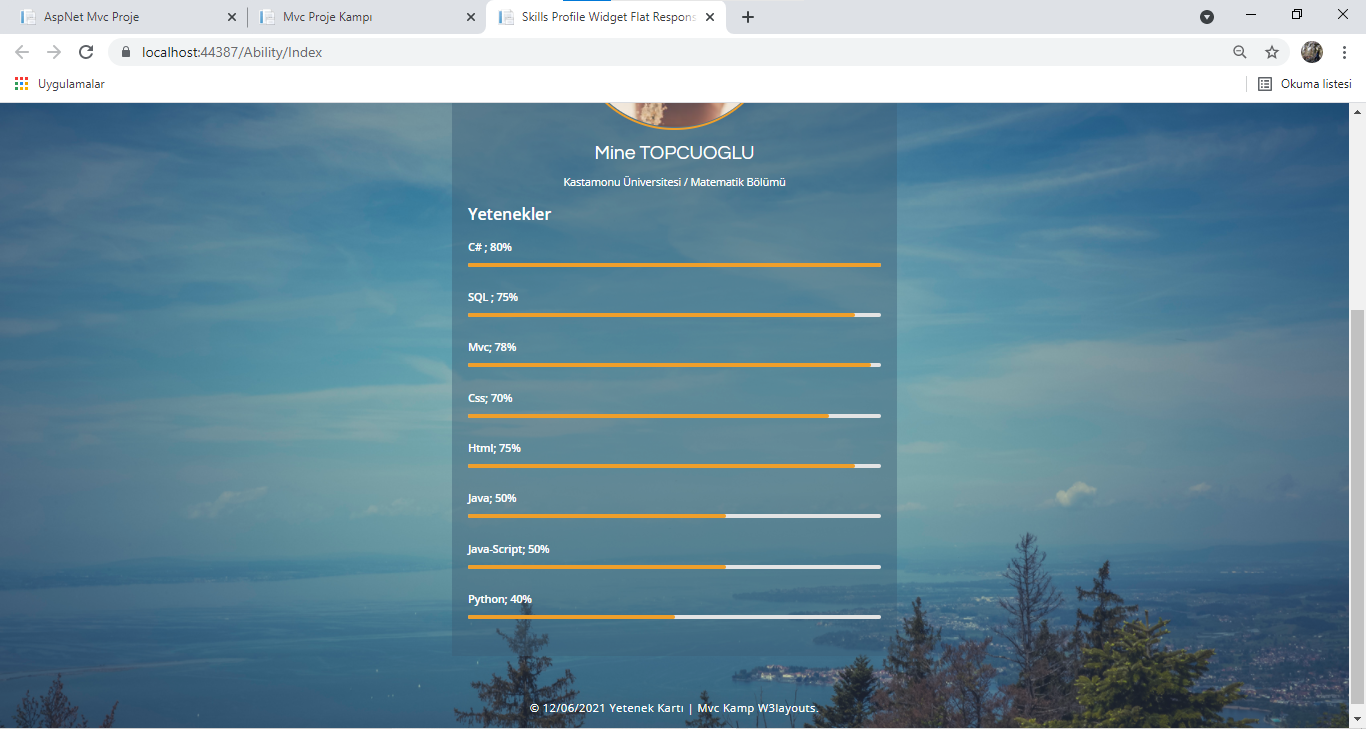 AspNet Mvc Proje
Mvc Proje Kampı
Skills Profile Widget Flat Respons
localhost:44387/Ability/Index
Uygulamalar
Okuma listesi
Mine TOPCUOGLU
Kastamonu Üniversitesi / Matematik Bölümü
Yetenekler
C# ; 80%
SQL ; 75%
Mvc; 78%
Css; 70%
Html; 75%
Java; 50%
Java-Script; 50%
Python; 40%
© 12/06/2021 Yetenek Kartı | Mvc Kamp W3layouts.